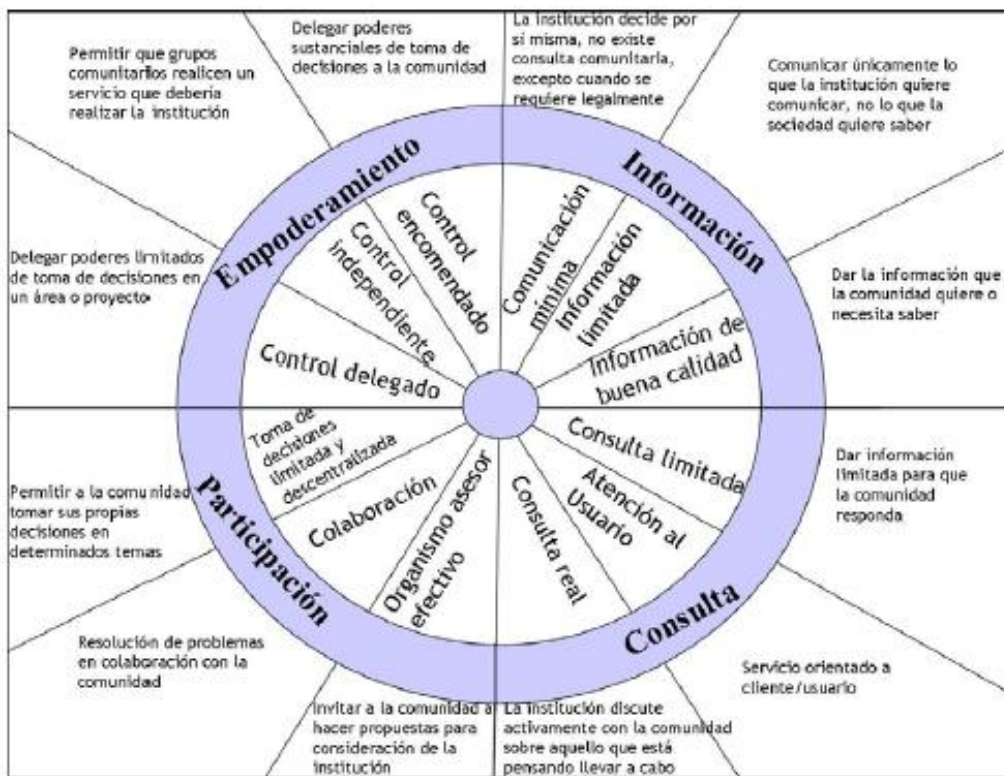 Permitir que grupos
comunitarios realicen un
servicio que debería
realizar la institución
Delegar poderes
sustanciales de toma de
decisiones a la comunidad
La institución decide por
sí misma, no existe
consulta comunitaria,
excepto cuando se
requiere legalmente
Comunicar únicamente lo
que la institución quiere
comunicar, no lo que la
sociedad quiere saber
Delegar poderes limitados
de toma de decisiones en
un área o proyecto
Dar la información que
la comunidad quiere o
necesita saber
Empoderamiento
Información
Control
independiente
Control
encomendado
Comunicación
mínima
Información
limitada
Información de
buena calidad
Control delegado
Toma de
decisiones
limitada y
descentralizada
Colaboración
Organismo asesor
efectivo
Consulta real
Atención al
Usuario
Consulta limitada
Participación
Consulta
Permitir a la comunidad
tomar sus propias
decisiones en
determinados temas
Dar información
limitada para que
la comunidad
responda
Resolución de problemas
en colaboración con la
comunidad
Invitar a la comunidad a
hacer propuestas para
consideración de la
institución
La institución discute
activamente con la comunidad
sobre aquello que está
pensando llevar a cabo
Servicio orientado a
cliente/usuario